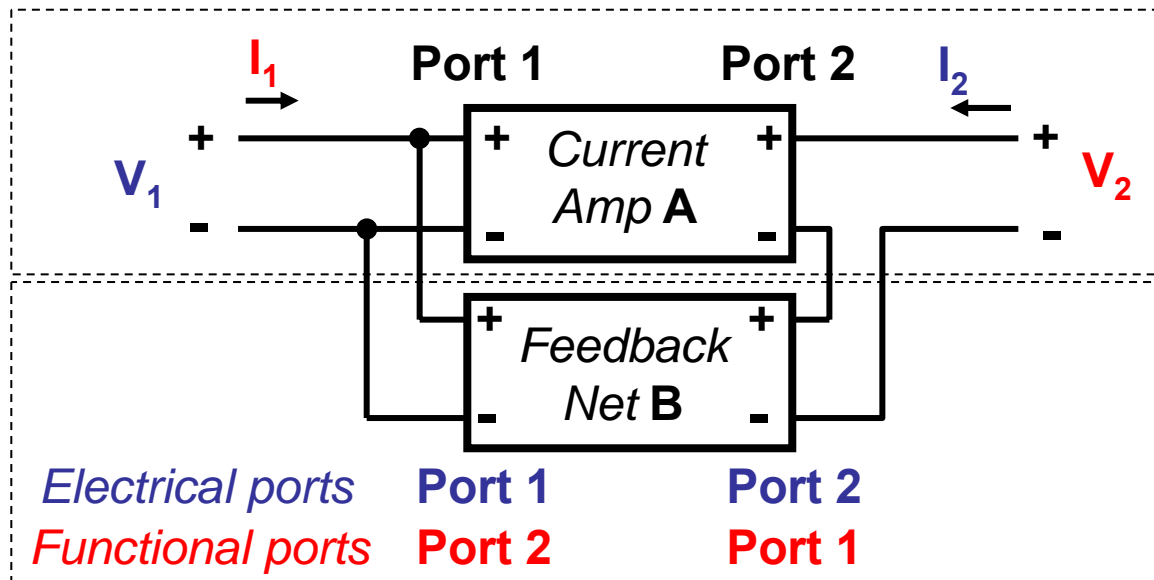 I1 Port 1 Port 2 I2
+ + + +
V1 Current V2
Amp A
- - - -
+ Feedback +
Net B
- -
Electrical ports Port 1 Port 2
Functional ports Port 2 Port 1